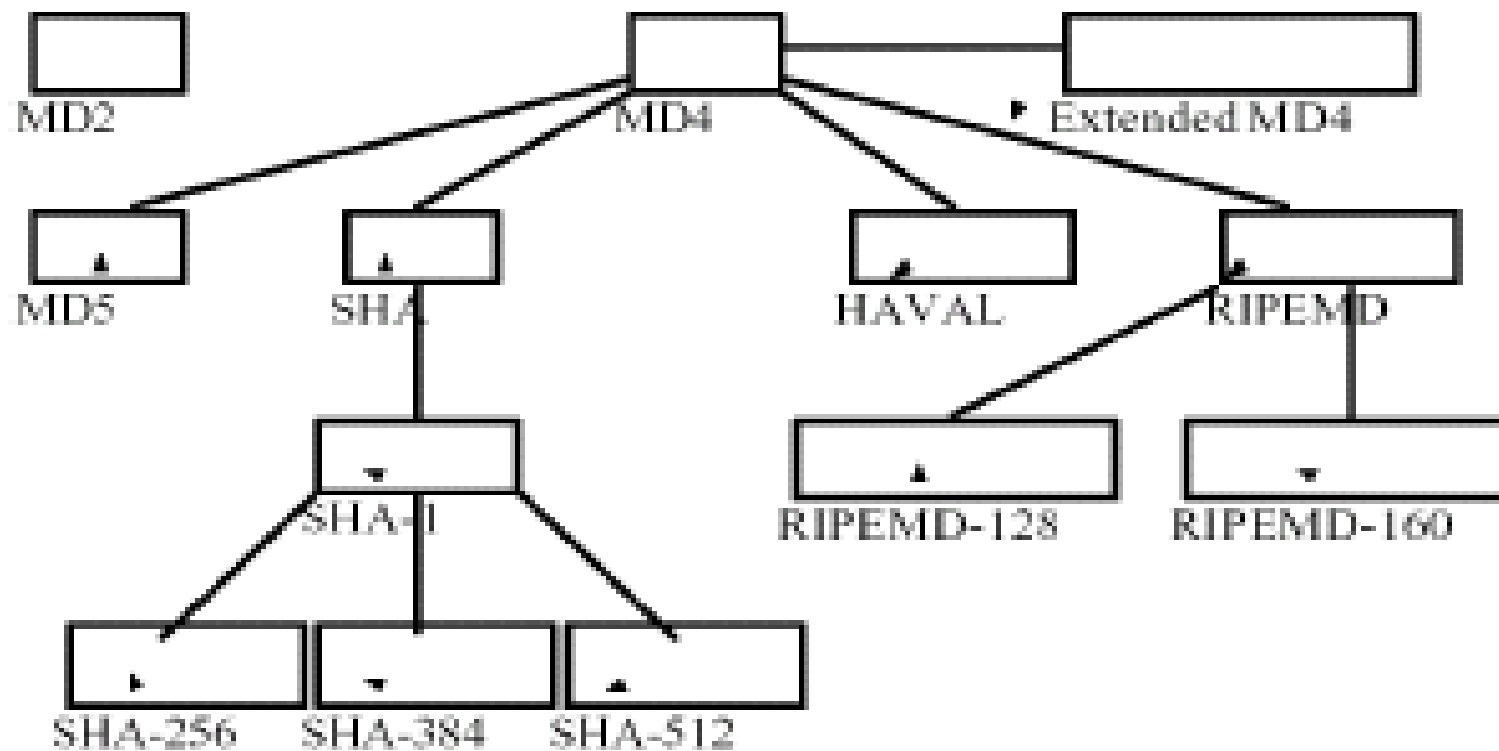 MD2
MD4
Extended MD4
MD5
SHA
HAVAL
RIPEMD
SHA-1
RIPEMD-128
RIPEMD-160
SHA-256
SHA-384
SHA-512